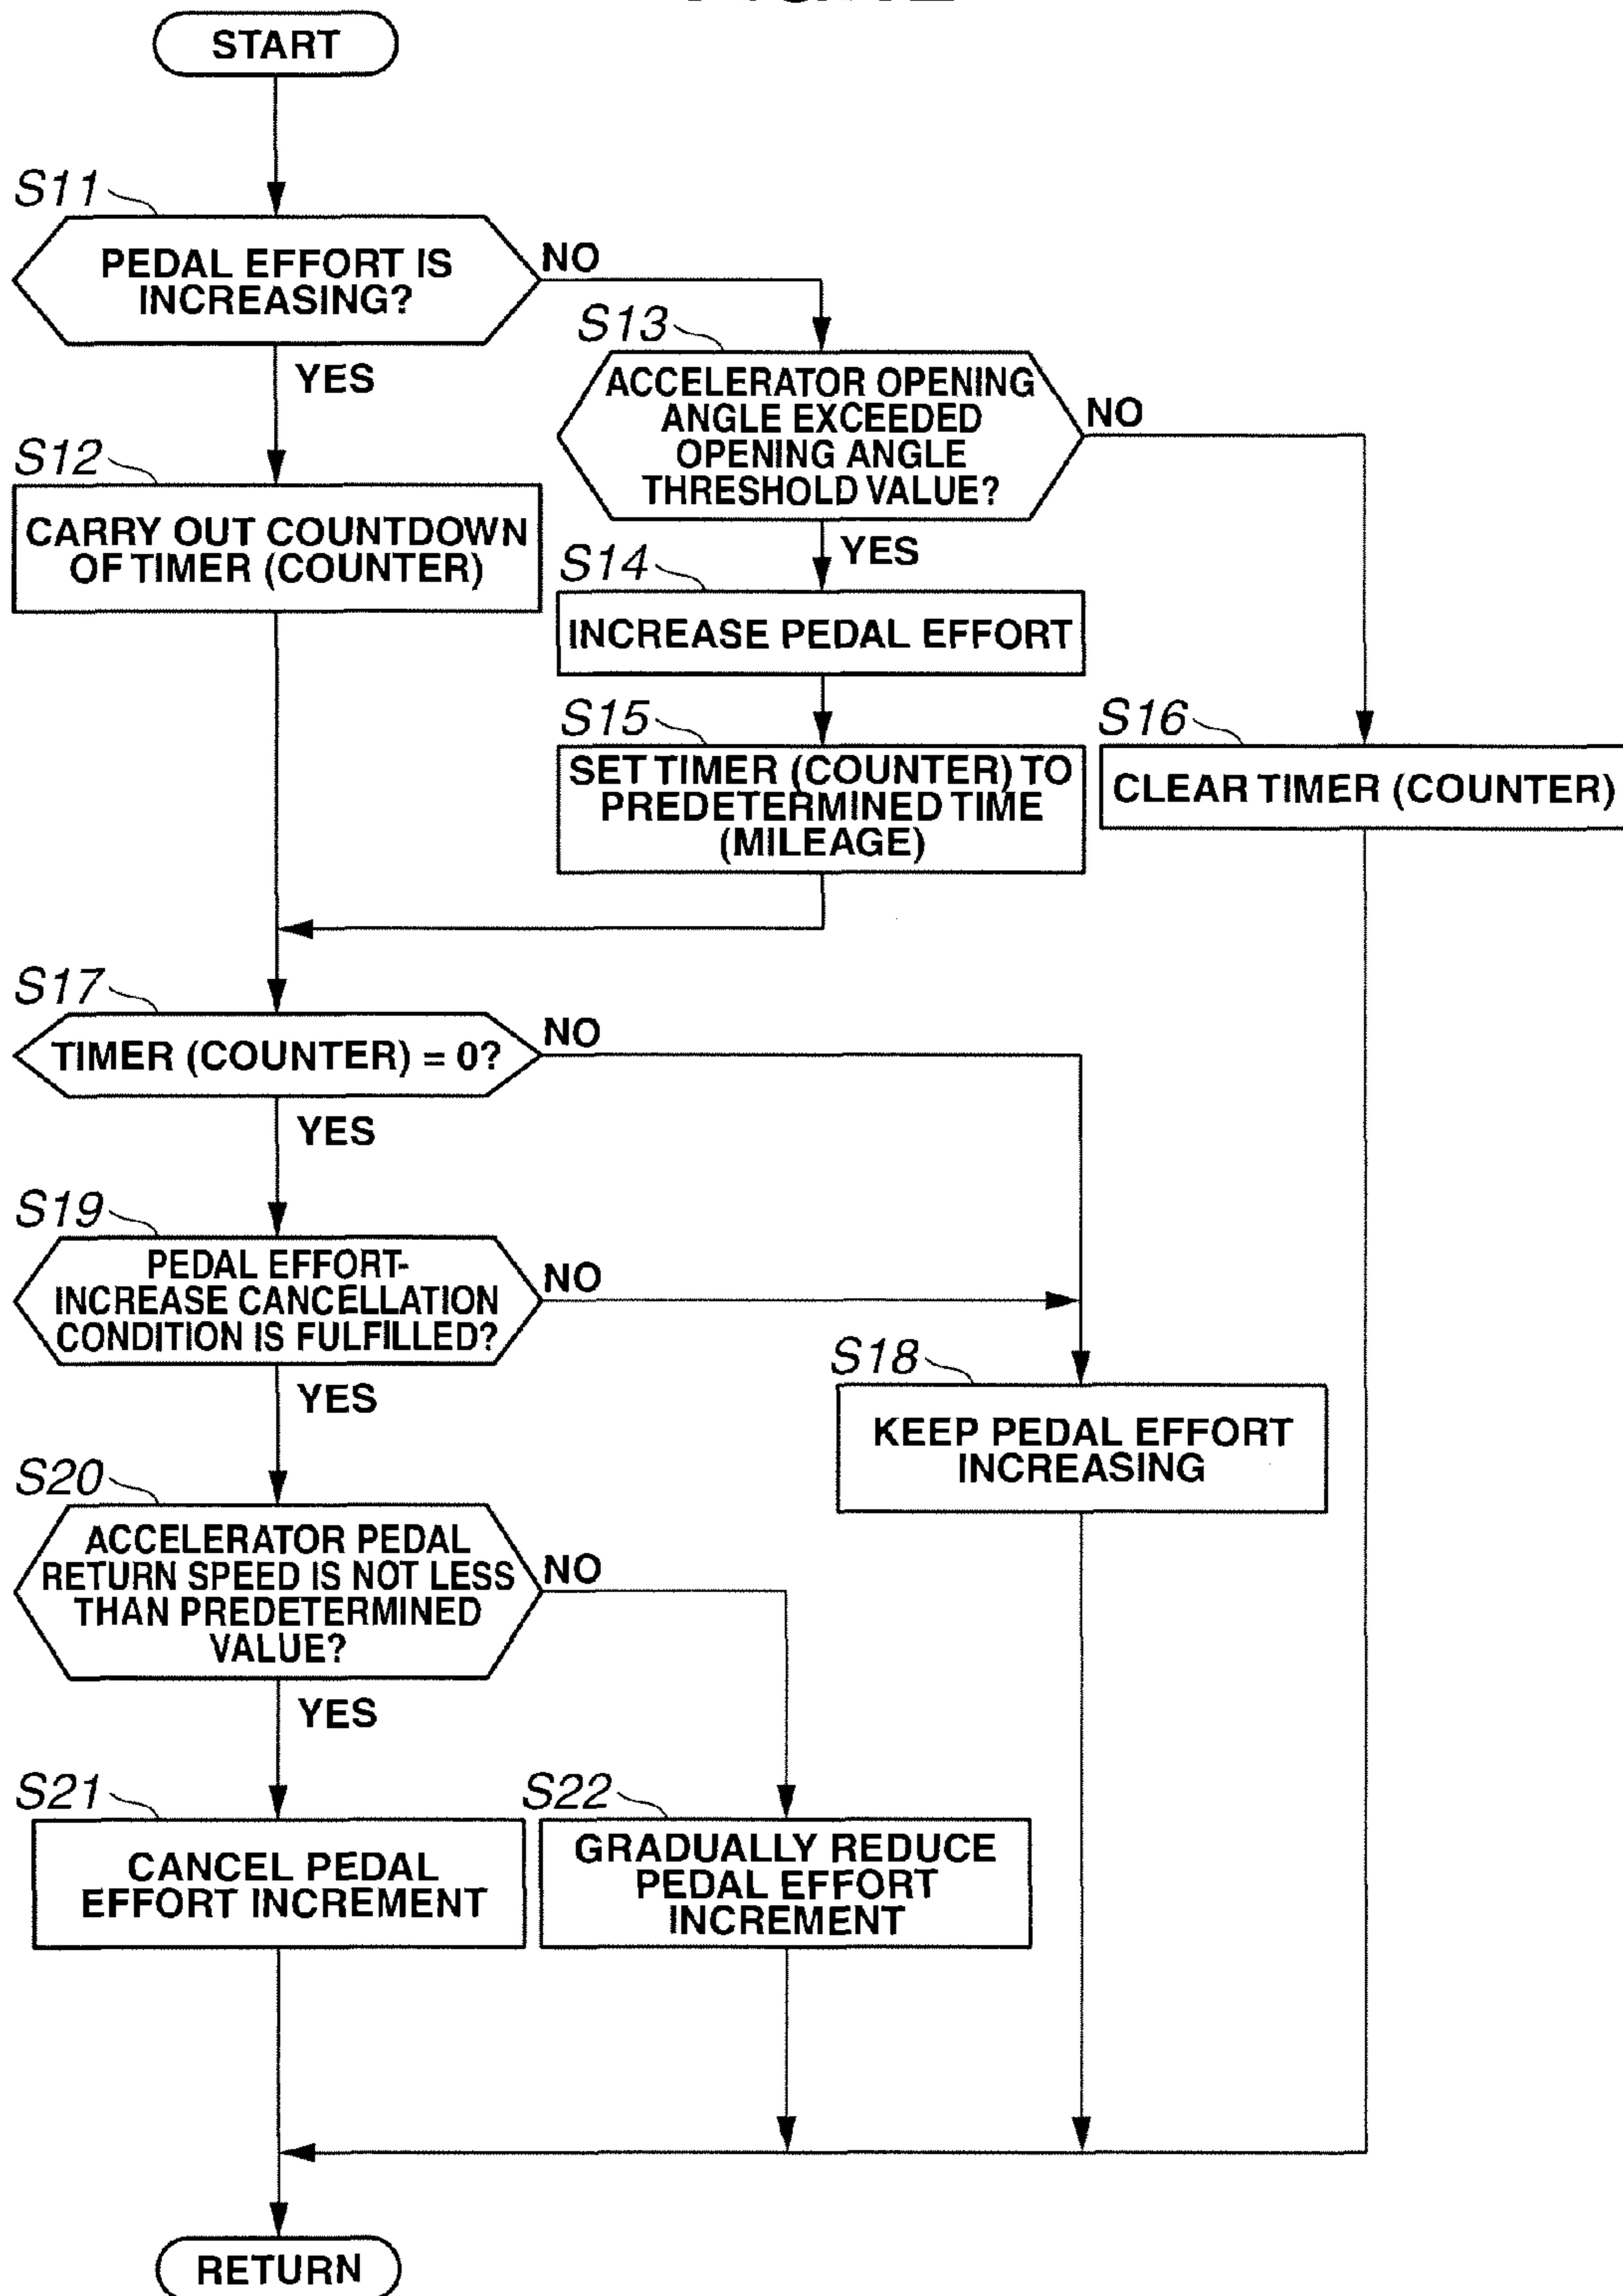 START
S11
PEDAL EFFORT IS
INCREASING?
NO
YES
S13
ACCELERATOR OPENING
ANGLE EXCEEDED
OPENING ANGLE
THRESHOLD VALUE?
NO
YES
S12
CARRY OUT COUNTDOWN
OF TIMER (COUNTER)
S14
INCREASE PEDAL EFFORT
S15
SET TIMER (COUNTER) TO
PREDETERMINED TIME
(MILEAGE)
S16
CLEAR TIMER (COUNTER)
S17
TIMER (COUNTER) = 0?
NO
YES
S19
PEDAL EFFORT-
INCREASE CANCELLATION
CONDITION IS FULFILLED?
NO
YES
S18
KEEP PEDAL EFFORT
INCREASING
S20
ACCELERATOR PEDAL
RETURN SPEED IS NOT LESS
THAN PREDETERMINED
VALUE?
NO
YES
S21
CANCEL PEDAL
EFFORT INCREMENT
S22
GRADUALLY REDUCE
PEDAL EFFORT
INCREMENT
RETURN